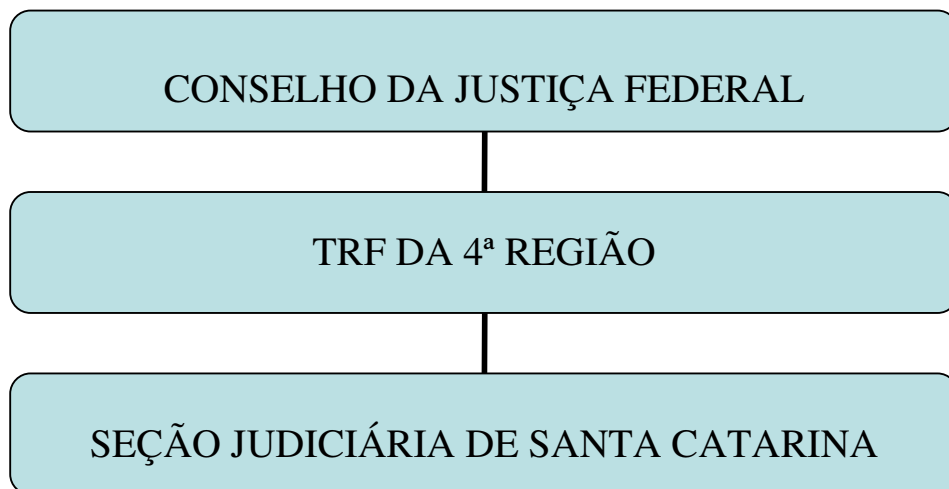 CONSELHO DA JUSTIÇA FEDERAL
TRF DA 4ª REGIÃO
SEÇÃO JUDICIÁRIA DE SANTA CATARINA